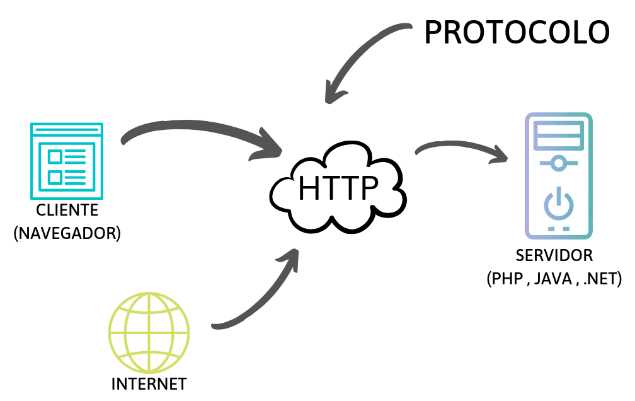 PROTOCOLO
HTTP
CLIENTE
(NAVEGADOR)
SERVIDOR
(PHP , JAVA , .NET)
INTERNET